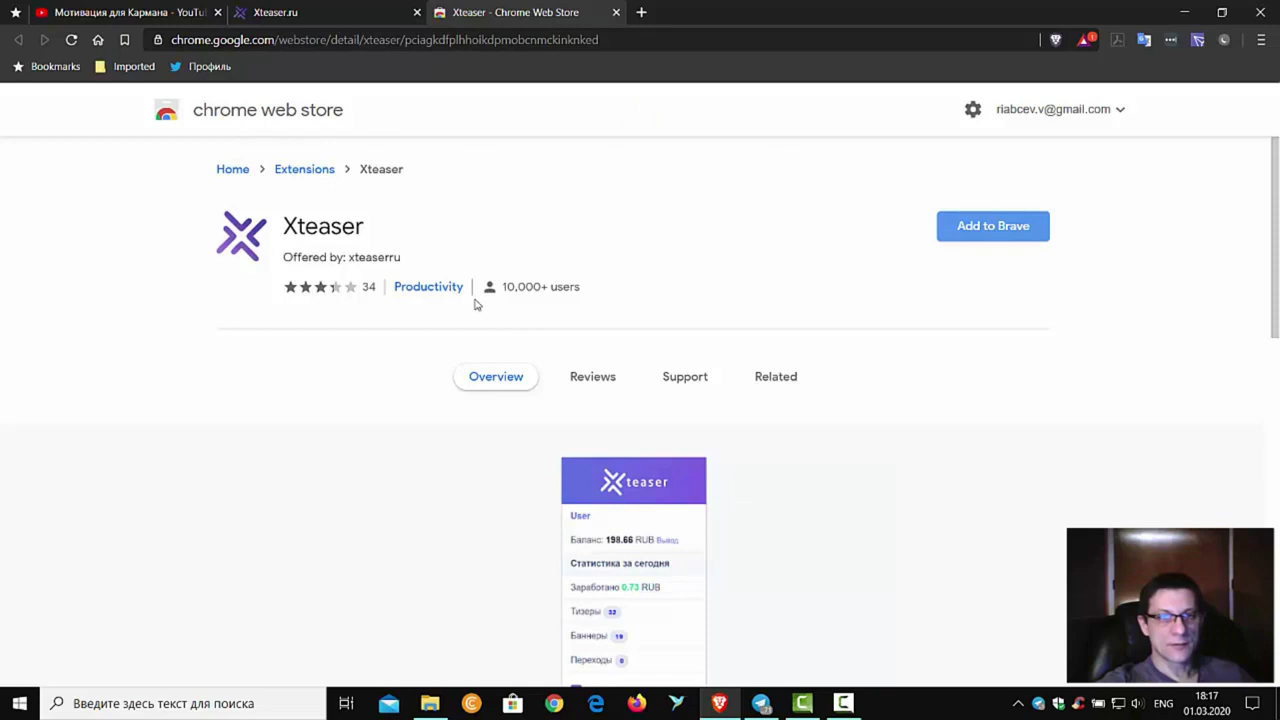 Мотивация для Кармана - YouTu
Xteaser.ru
Xteaser - Chrome Web Store
chrome.google.com/webstore/detail/xteaser/pciagkdfplhhoikdpmobcnmckinknked
1
Bookmarks
Imported
Профиль
chrome web store
riabcev.v@gmail.com
Home > Extensions > Xteaser
Xteaser
Add to Brave
Offered by: xteaserru
34
Productivity
10,000+ users
Overview
Reviews
Support
Related
Xteaser
User
Баланс: 198.66 RUB Вывод
Статистика за сегодня
Заработано 0.73 RUB
Тизеры 32
Баннеры 19
Переходы 0
Введите здесь текст для поиска
ENG
18:17
01.03.2020